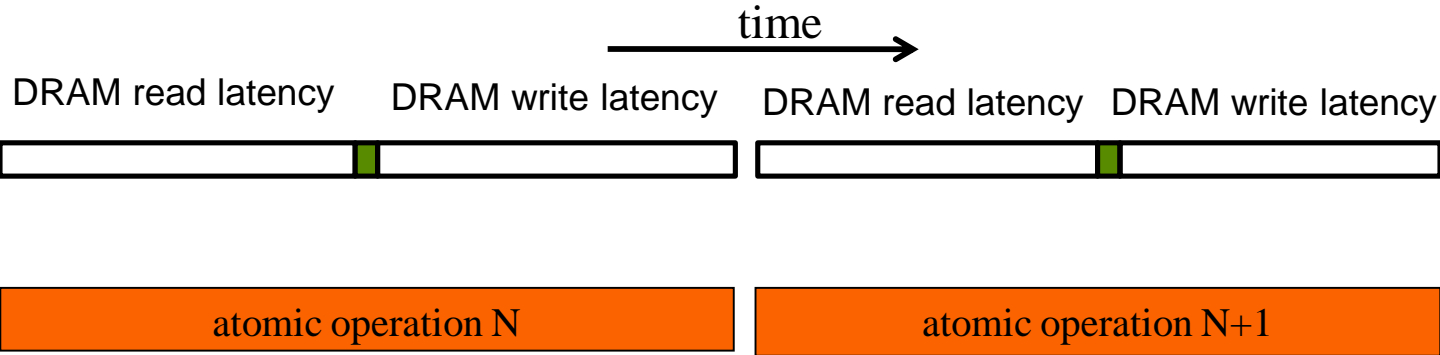 time
DRAM read latency DRAM write latency DRAM read latency DRAM write latency
atomic operation N atomic operation N+1